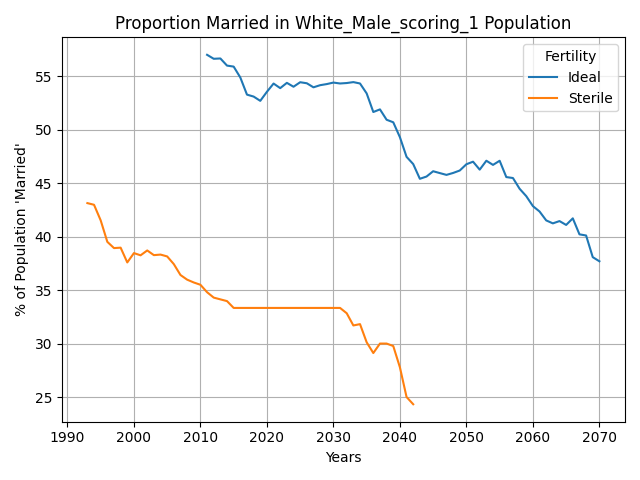 Proportion Married in White_Male_scoring_1 Population
Fertility
Ideal
Sterile
% of Population 'Married'
55
50
45
40
35
30
25
1990 2000 2010 2020 2030 2040 2050 2060 2070
Years